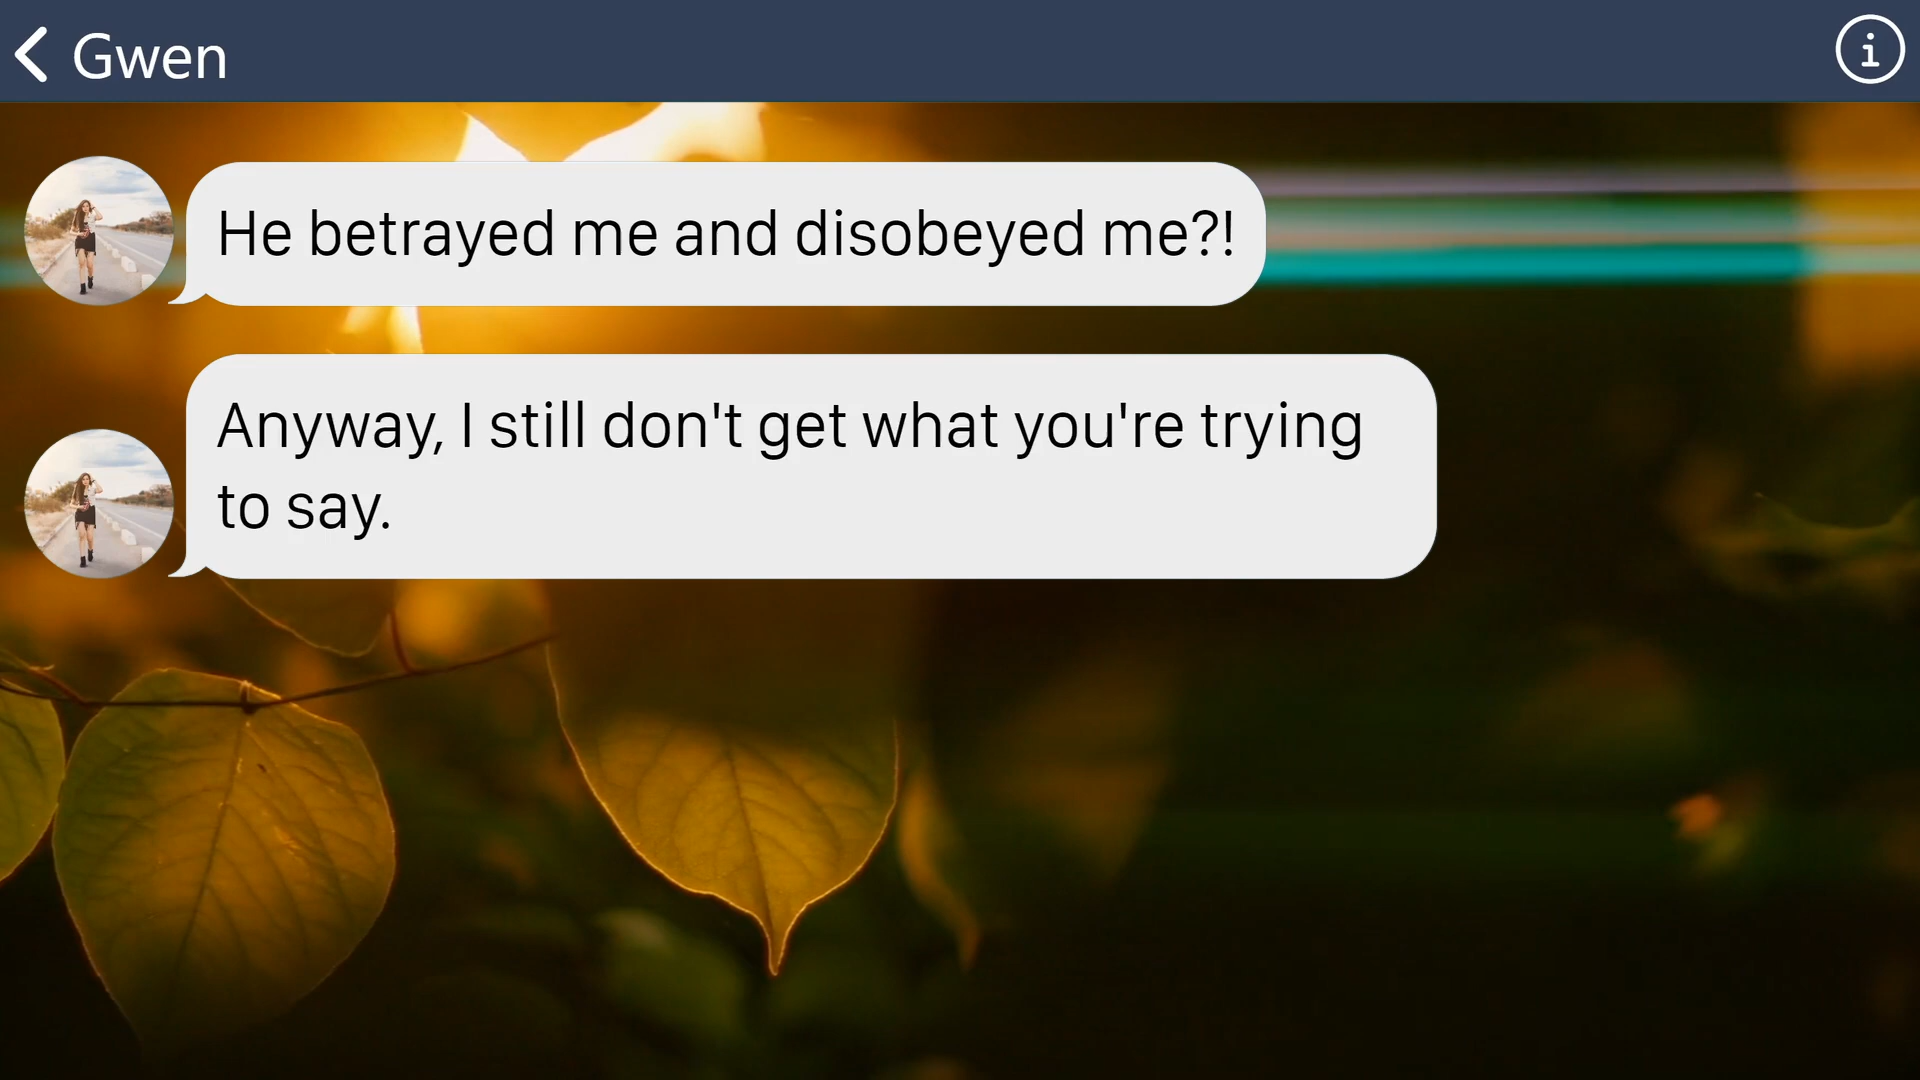 Gwen
He betrayed me and disobeyed me?!
Anyway, I still don't get what you're trying
to say.